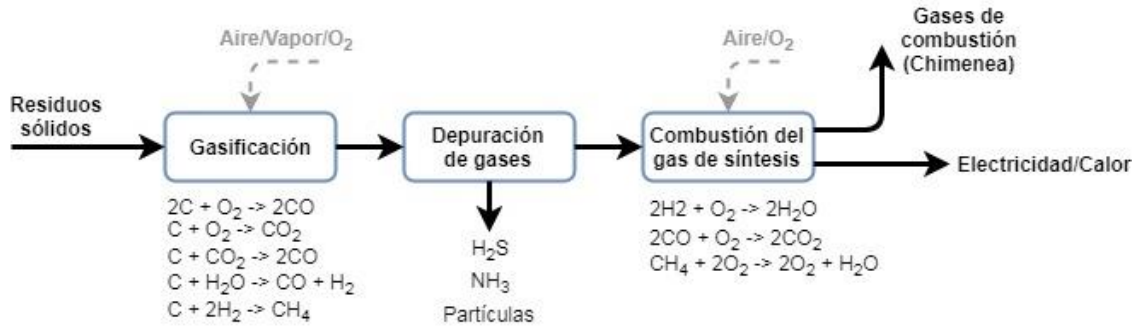 Residuos
sólidos
Aire/Vapor/O₂
Gasificación
2C + O₂ -> 2CO
C + O₂ -> CO₂
C + CO₂ -> 2CO
C + H₂O -> CO + H₂
C + 2H₂ -> CH₄
Depuración
de gases
H₂S
NH₃
Partículas
Aire/O₂
Combustión del
gas de síntesis
2H2 + O₂ -> 2H₂O
2CO + O₂ -> 2CO₂
CH₄ + 2O₂ -> 2O₂ + H₂O
Gases de
combustión
(Chimenea)
Electricidad/Calor